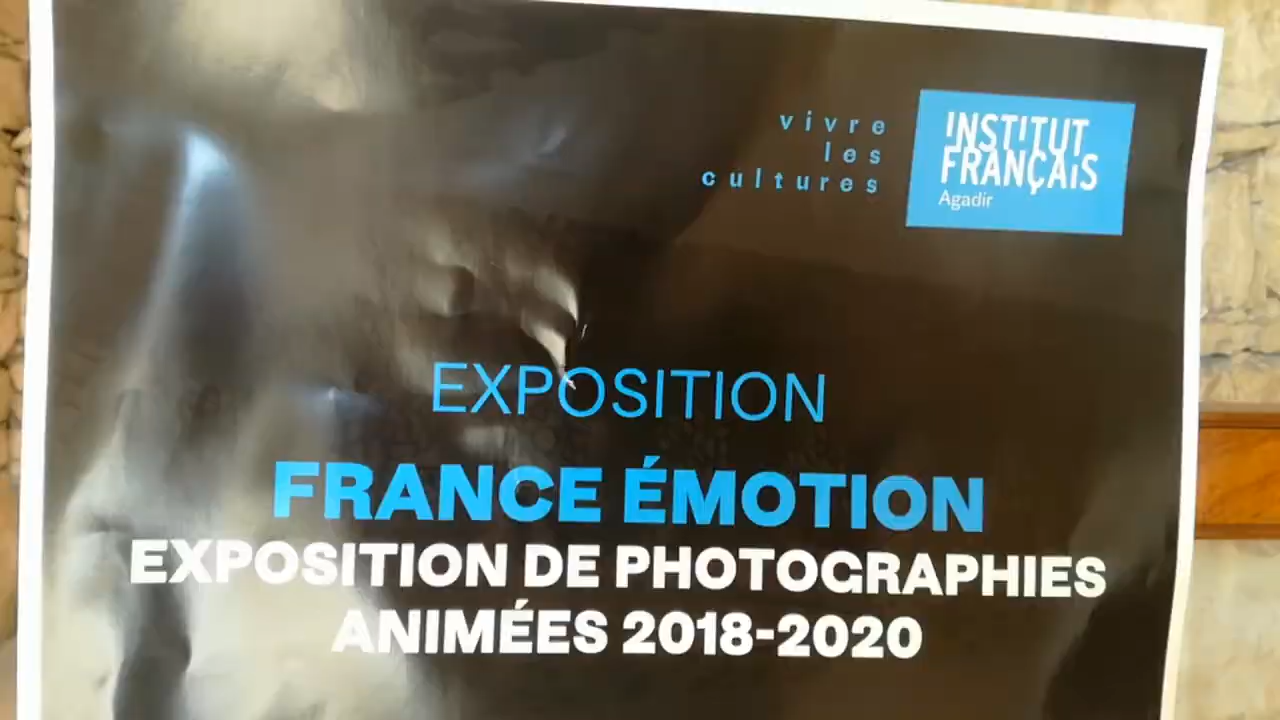 vivre
les
cultures
INSTITUT
FRANÇAiS
Agadir
EXPOSITION
FRANCE ÉMOTION
EXPOSITION DE PHOTOGRAPHIES
ANIMÉES 2018-2020